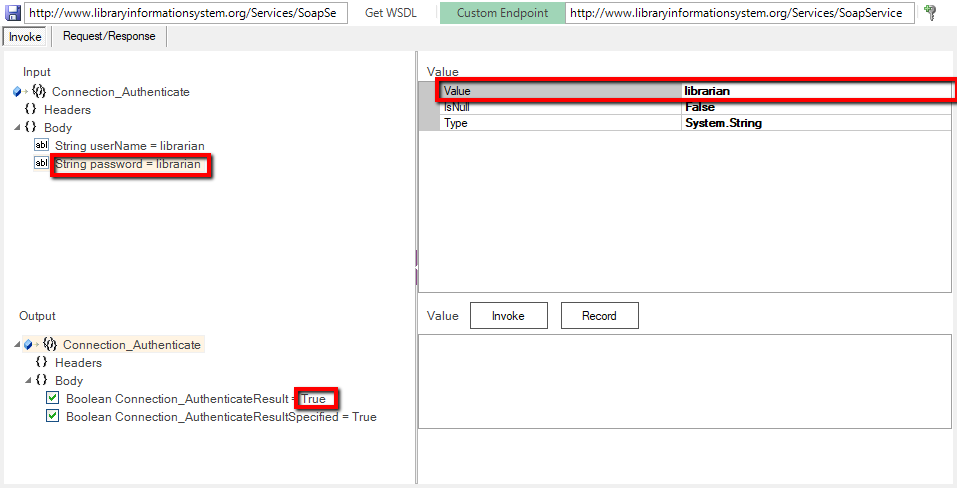 http://www.libraryinformationsystem.org/Services/SoapSe Get WSDL Custom Endpoint http://www.libraryinformationsystem.org/Services/SoapService
Invoke Request/Response
Input
Connection_Authenticate
Headers
Body
String userName = librarian
String password = librarian
Value
Value librarian
IsNull False
Type System.String
Output
Connection_Authenticate
Headers
Body
Boolean Connection_AuthenticateResult = True
Boolean Connection_AuthenticateResultSpecified = True
Value Invoke Record